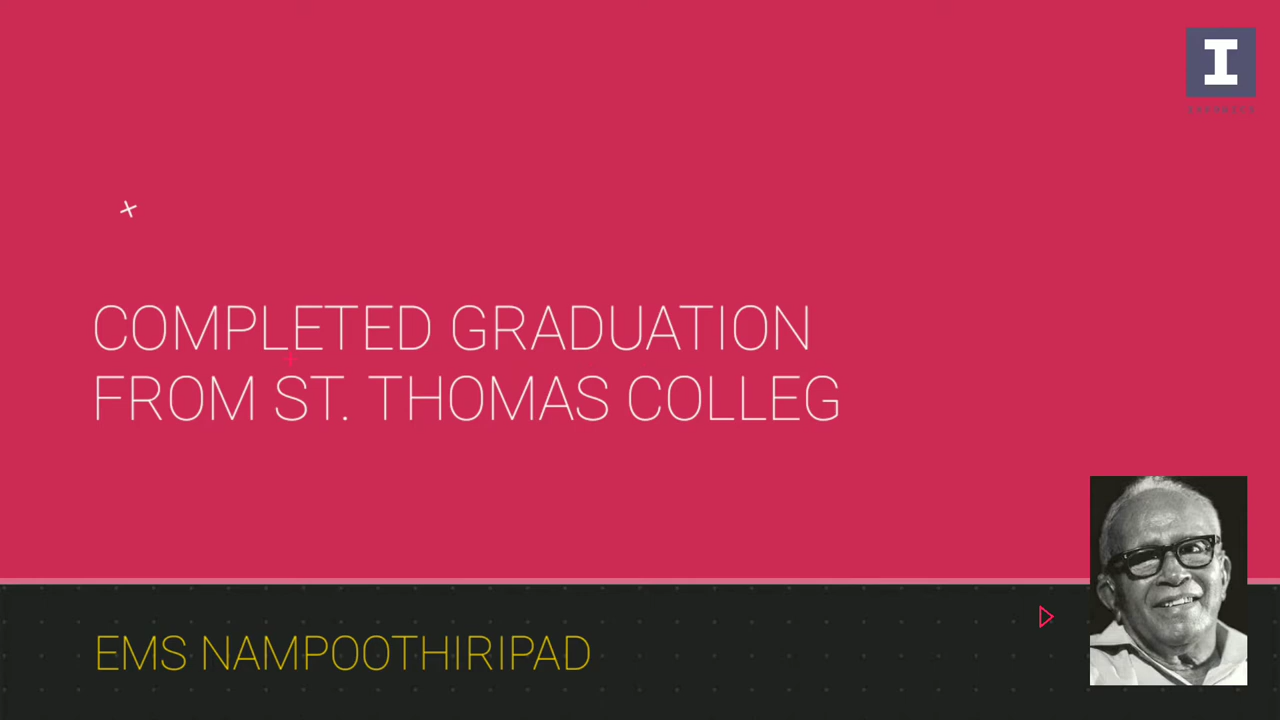 I
COMPLETED GRADUATION
FROM ST. THOMAS COLLEG
EMS NAMPOOTHIRIPAD